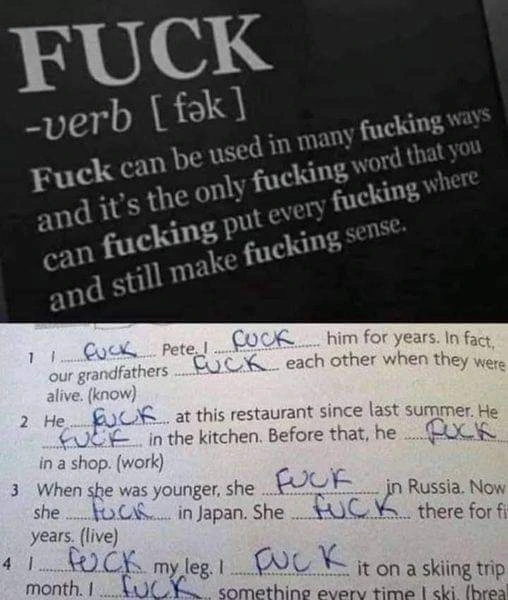 FUCK
-verb [fək]
Fuck can be used in many fucking ways
and it's the only fucking word that you
can fucking put every fucking where
and still make fucking sense.
1 I FUCK Pete. I FUCK him for years. In fact,
our grandfathers FUCK each other when they were
alive. (know)
2 He FUCK at this restaurant since last summer. He
FUCK in the kitchen. Before that, he FUCK
in a shop. (work)
3 When she was younger, she FUCK in Russia. Now
she FUCK in Japan. She FUCK there for
years. (live)
4 I FUCK my leg. I FUCK it on a skiing trip
month. I FUCK something every time I ski.